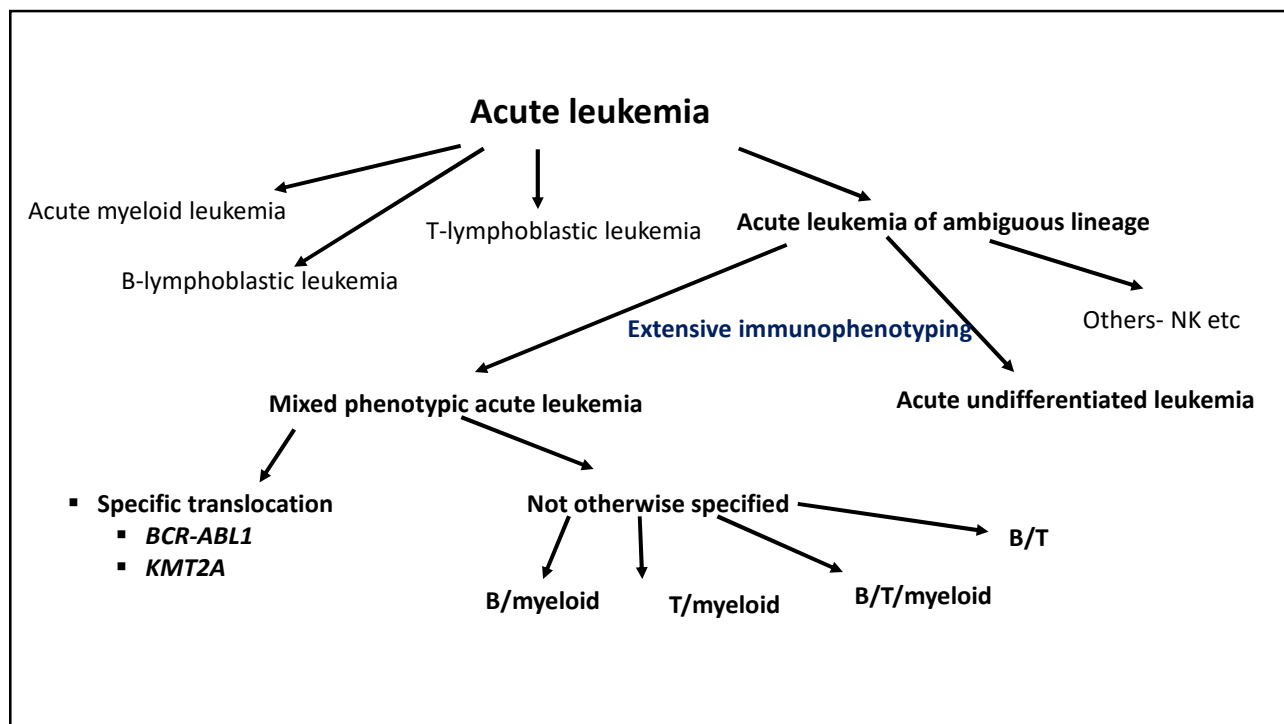 Acute leukemia
Acute myeloid leukemia
T-lymphoblastic leukemia
Acute leukemia of ambiguous lineage
B-lymphoblastic leukemia
Others- NK etc
Extensive immunophenotyping
Mixed phenotypic acute leukemia
Acute undifferentiated leukemia
▪ Specific translocation
▪ BCR-ABL1
▪ KMT2A
Not otherwise specified
B/T
B/myeloid
T/myeloid
B/T/myeloid